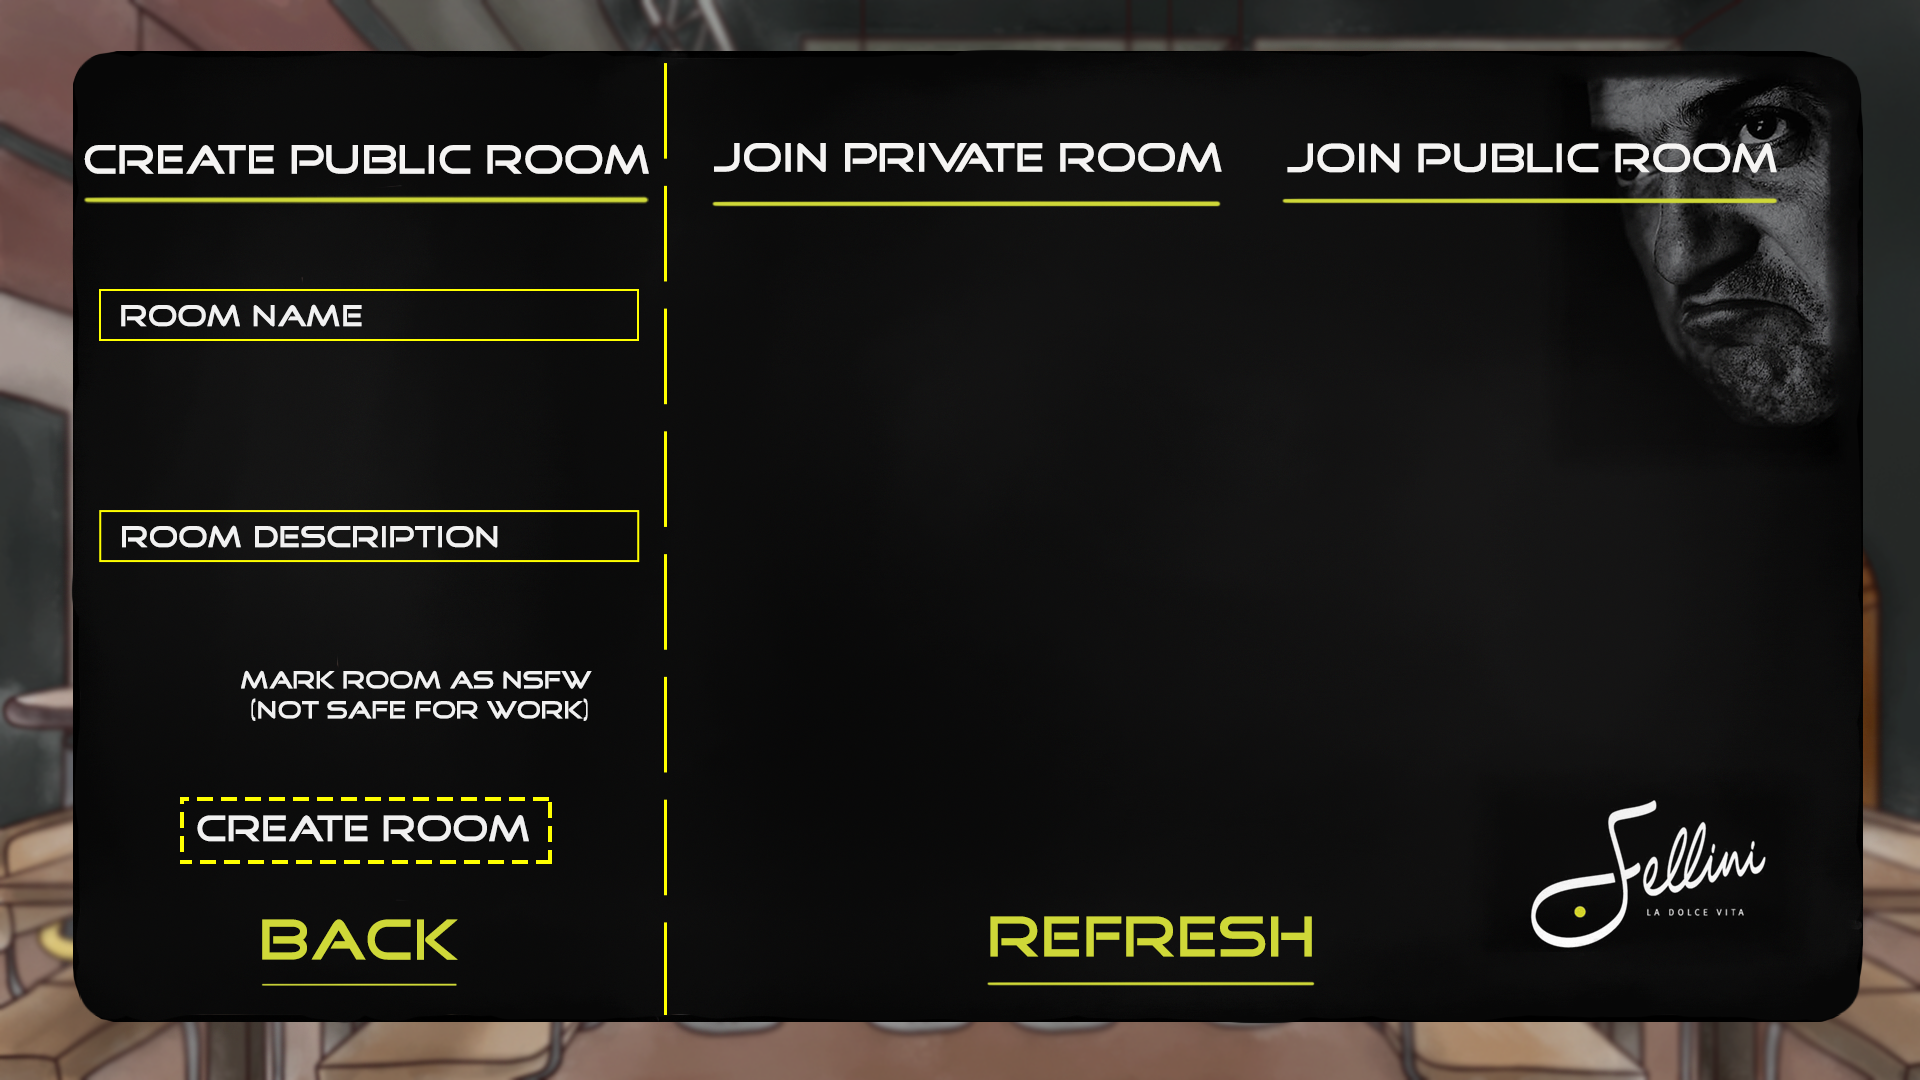 CREATE PUBLIC ROOM
ROOM NAME
ROOM DESCRIPTION
MARK ROOM AS NSFW
(NOT SAFE FOR WORK)
CREATE ROOM
BACK
JOIN PRIVATE ROOM
JOIN PUBLIC ROOM
REFRESH
Fellini
LA DOLCE VITA